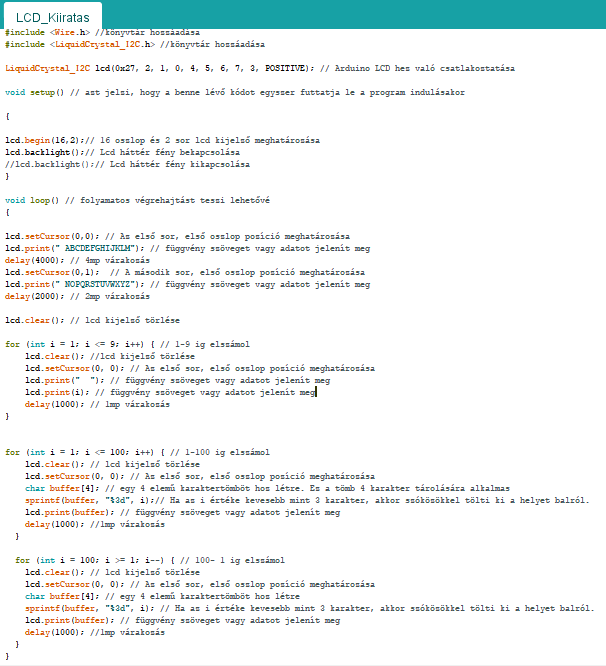 LCD_Kiiratas
#include <Wire.h> //könyvtár hozzáadása
#include <LiquidCrystal_I2C.h> //könyvtár hozzáadása
LiquidCrystal_I2C lcd(0x27, 2, 1, 0, 4, 5, 6, 7, 3, POSITIVE); // Arduino LCD hez való csatlakoztatása
void setup() // azt jelzi, hogy a benne lévő kódot egyszer futtatja le a program indulásakor
{
lcd.begin(16,2);// 16 oszlop és 2 sor lcd kijelző meghatározása
lcd.backlight();// Lcd háttér fény bekapcsolása
//lcd.backlight();// Lcd háttér fény kikapcsolása
}
void loop() // folyamatos végrehajtást teszi lehetővé
{
lcd.setCursor(0,0); // Az első sor, első oszlop pozíció meghatározása
lcd.print(" ABCDEFGHIJKLM"); // függvény szöveget vagy adatot jelenít meg
delay(4000); // 4mp várakozás
lcd.setCursor(0,1);  // A második sor, első oszlop pozíció meghatározása
lcd.print(" NOPQRSTUVWXYZ"); // függvény szöveget vagy adatot jelenít meg
delay(2000); // 2mp várakozás
lcd.clear(); // lcd kijelző törlése
for (int i = 1; i <= 9; i++) { // 1-9 ig elszámol
lcd.clear(); //lcd kijelző törlése
lcd.setCursor(0, 0); // Az első sor, első oszlop pozíció meghatározása
lcd.print("  "); // függvény szöveget vagy adatot jelenít meg
lcd.print(i); // függvény szöveget vagy adatot jelenít meg
delay(1000); // 1mp várakozás
}
for (int i = 1; i <= 100; i++) { // 1-100 ig elszámol
lcd.clear(); // lcd kijelző törlése
lcd.setCursor(0, 0); // Az első sor, első oszlop pozíció meghatározása
char buffer[4]; // egy 4 elemű karaktertömböt hoz létre. Ez a tömb 4 karakter tárolására alkalmas
sprintf(buffer, "%3d", i);// Ha az i értéke kevesebb mint 3 karakter, akkor szóközökkel tölti ki a helyet balról.
lcd.print(buffer); // függvény szöveget vagy adatot jelenít meg
delay(1000); //1mp várakozás
}
for (int i = 100; i >= 1; i--) { // 100- 1 ig elszámol
lcd.clear(); // lcd kijelző törlése
lcd.setCursor(0, 0); // Az első sor, első oszlop pozíció meghatározása
char buffer[4]; // egy 4 elemű karaktertömböt hoz létre
sprintf(buffer, "%3d", i); // Ha az i értéke kevesebb mint 3 karakter, akkor szóközökkel tölti ki a helyet balról.
lcd.print(buffer); // függvény szöveget vagy adatot jelenít meg
delay(1000); //1mp várakozás
}
}